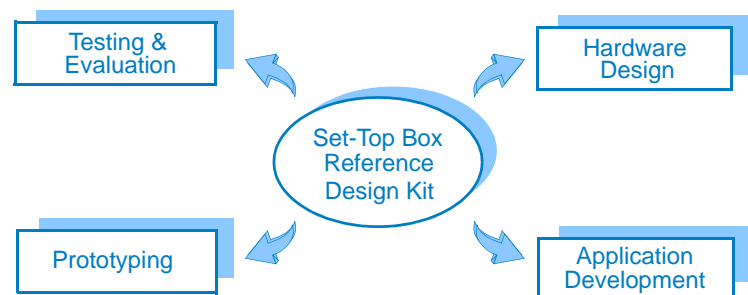 Testing &
Evaluation
Hardware
Design
Set-Top Box
Reference
Design Kit
Prototyping
Application
Development